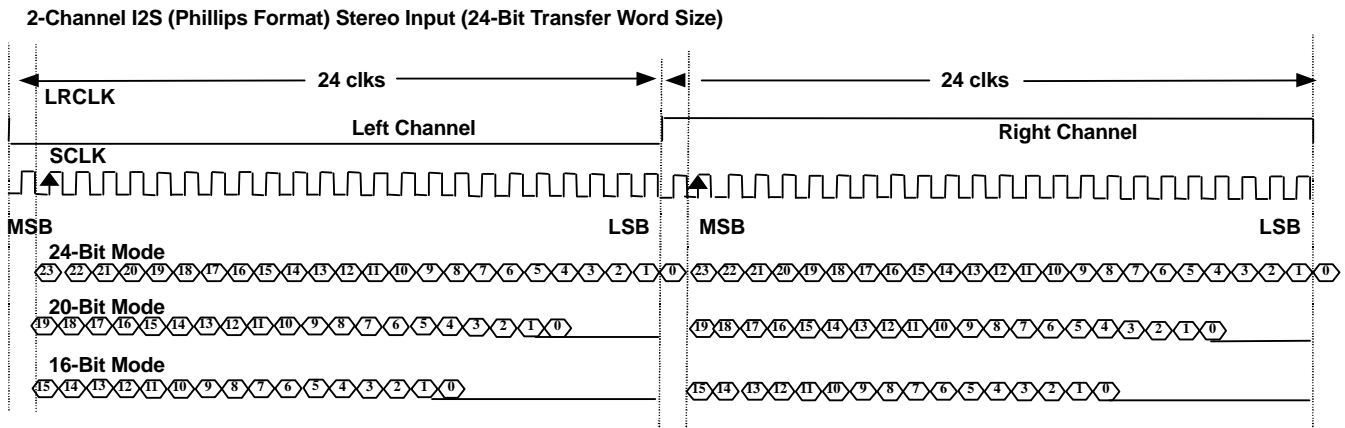 2-Channel I2S (Phillips Format) Stereo Input (24-Bit Transfer Word Size)
24 clks 24 clks
LRCLK
Left Channel Right Channel
SCLK
MSB LSB MSB LSB
24-Bit Mode
23 22 21 20 19 18 17 16 15 14 13 12 11 10 9 8 7 6 5 4 3 2 1 0 23 22 21 20 19 18 17 16 15 14 13 12 11 10 9 8 7 6 5 4 3 2 1 0
20-Bit Mode
19 18 17 16 15 14 13 12 11 10 9 8 7 6 5 4 3 2 1 0 19 18 17 16 15 14 13 12 11 10 9 8 7 6 5 4 3 2 1 0
16-Bit Mode
15 14 13 12 11 10 9 8 7 6 5 4 3 2 1 0 15 14 13 12 11 10 9 8 7 6 5 4 3 2 1 0